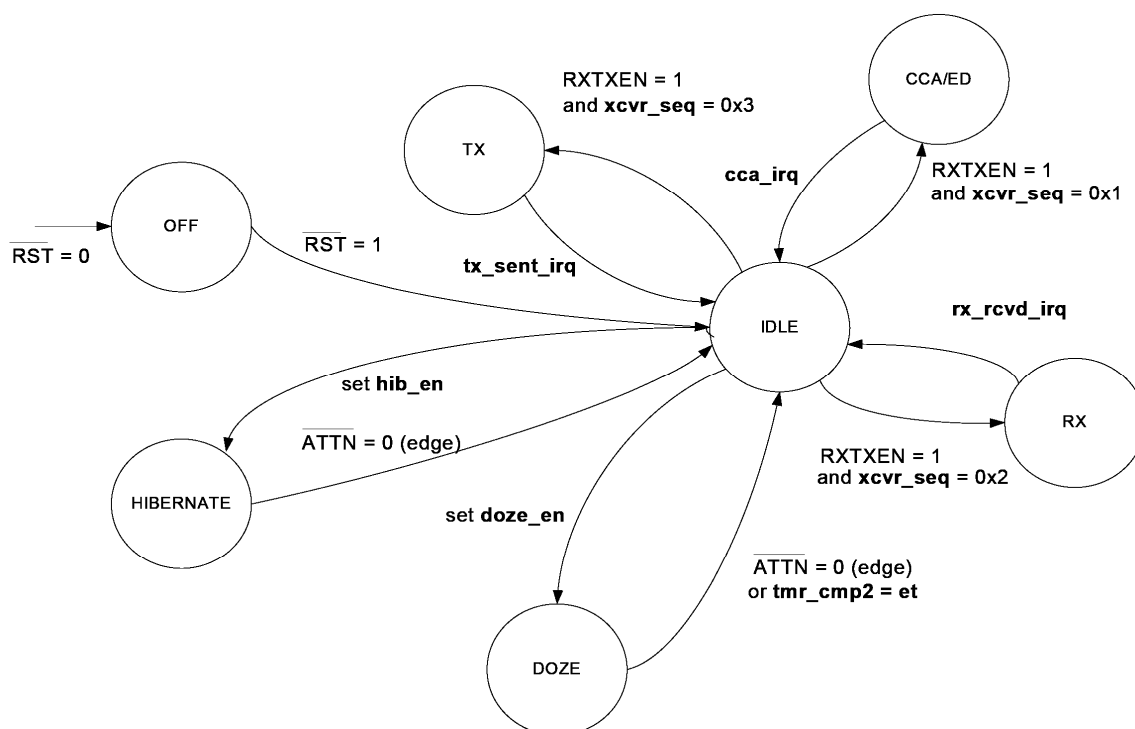 CCA/ED
RXTXEN = 1
and xcvr_seq = 0x3
TX
cca_irq
RXTXEN = 1
and xcvr_seq = 0x1
OFF
RST = 0
RST = 1
tx_sent_irq
IDLE
rx_rcvd_irq
set hib_en
RX
ATTN = 0 (edge)
RXTXEN = 1
and xcvr_seq = 0x2
HIBERNATE
set doze_en
ATTN = 0 (edge)
or tmr_cmp2 = et
DOZE